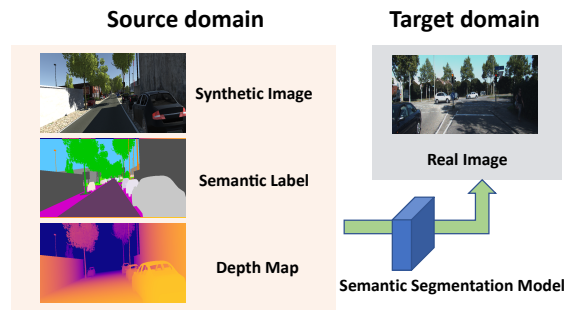 Source domain
Target domain
Synthetic Image
Semantic Label
Depth Map
Real Image
Semantic Segmentation Model